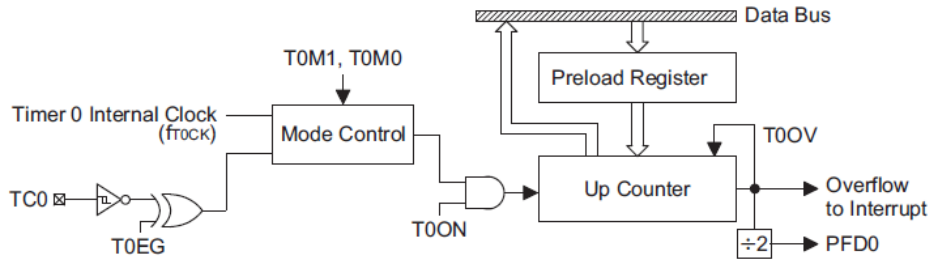 Data Bus
T0M1, T0M0
Preload Register
Timer 0 Internal Clock
(fT0CK)
Mode Control
T0OV
TC0
Up Counter
Overflow
to Interrupt
T0EG
T0ON
÷2
PFD0